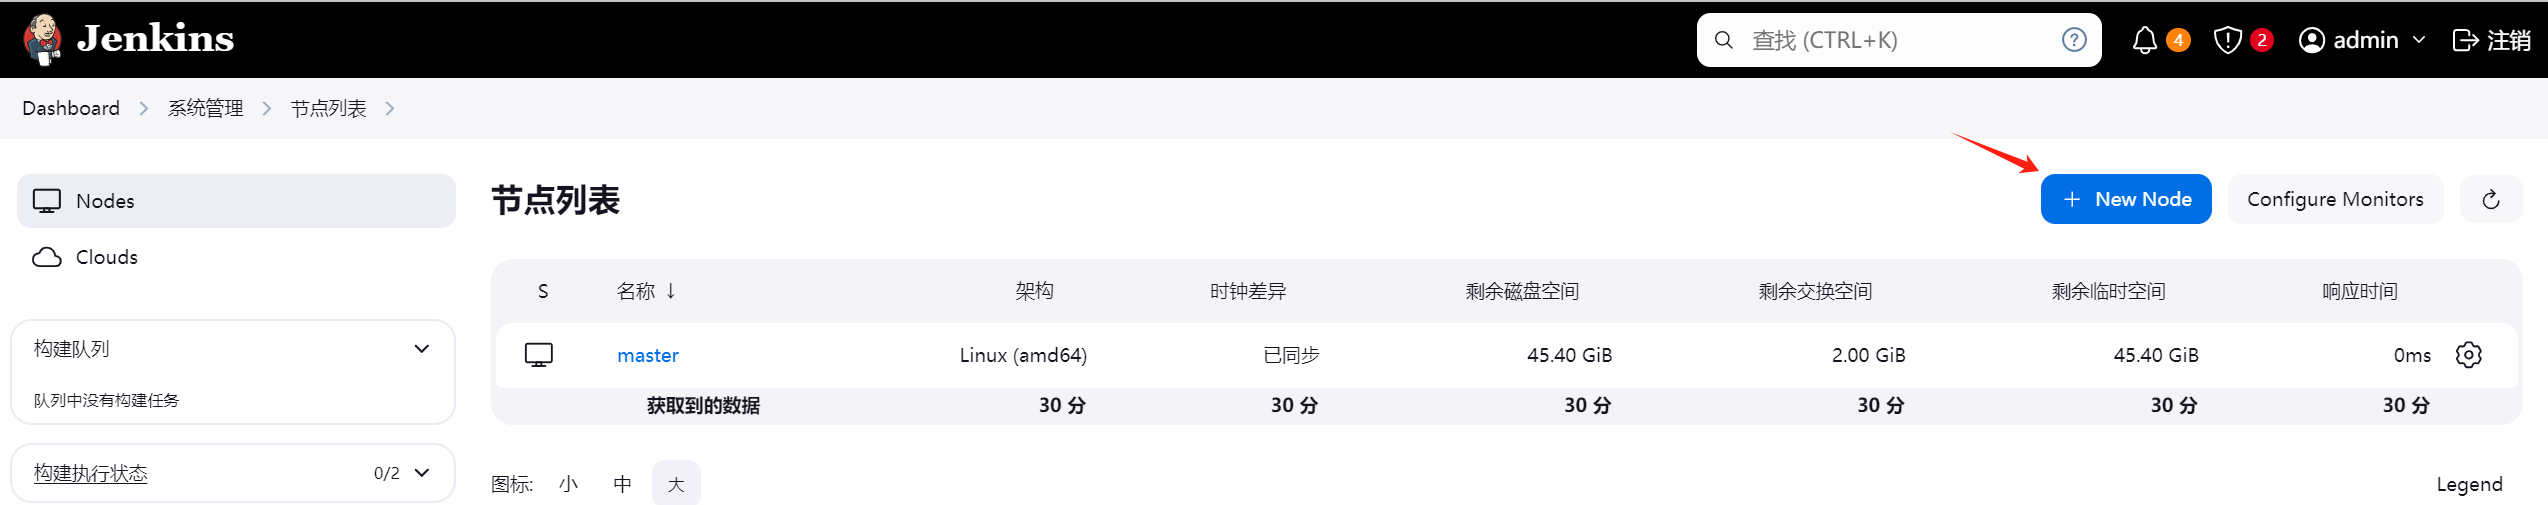 Jenkins
查找 (CTRL+K)
4
2
admin
注销
Dashboard
系统管理
节点列表
Nodes
Clouds
构建队列
队列中没有构建任务
构建执行状态 0/2
节点列表
+ New Node
Configure Monitors
S 名称 ↓ 架构 时钟差异 剩余磁盘空间 剩余交换空间 剩余临时空间 响应时间
master Linux (amd64) 已同步 45.40 GiB 2.00 GiB 45.40 GiB 0ms
获取到的数据 30 分 30 分 30 分 30 分 30 分 30 分
图标: 小 中 大
Legend